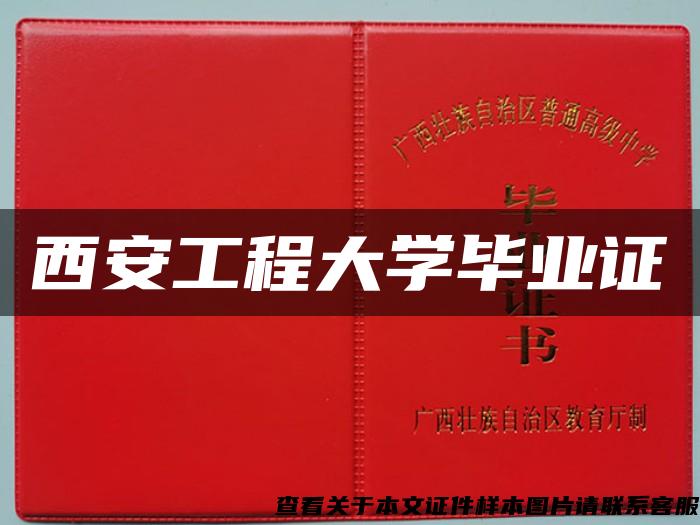 广西壮族自治区普通高级中学
毕业证书
西安工程大学毕业证
广西壮族自治区教育厅制
查看关于本文证件样本图片请联系客服